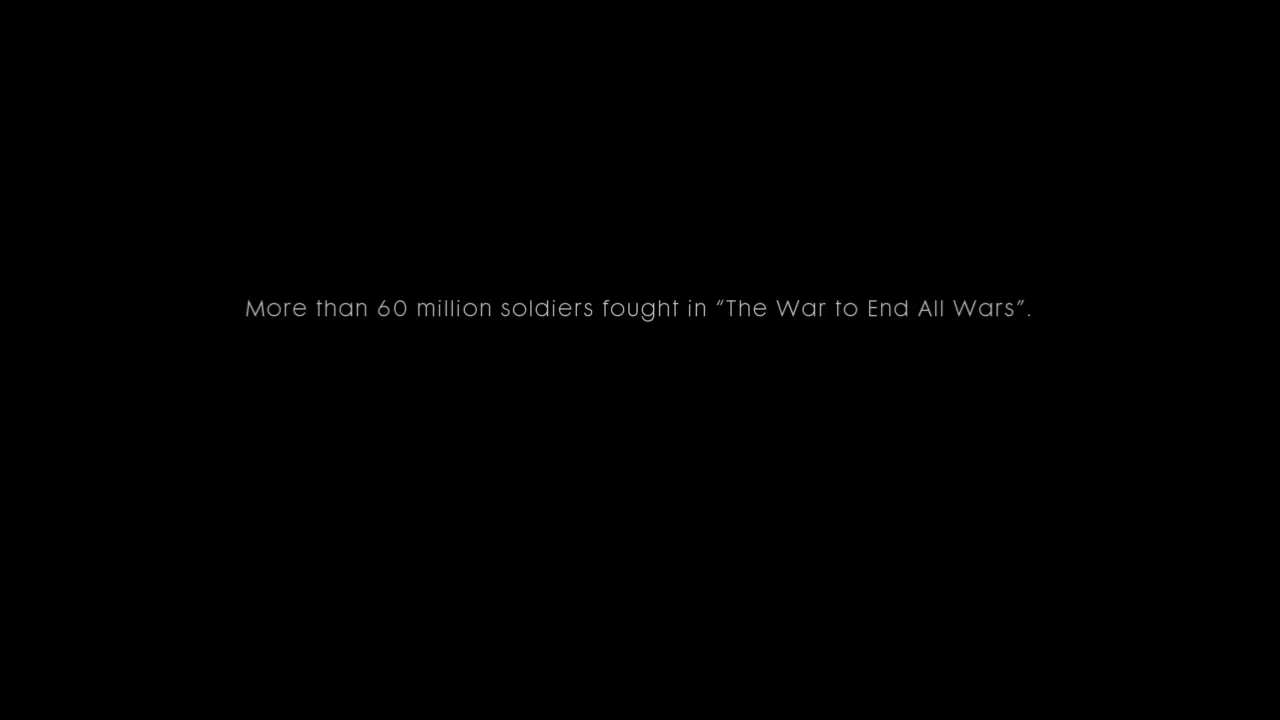 More than 60 million soldiers fought in “The War to End All Wars”.